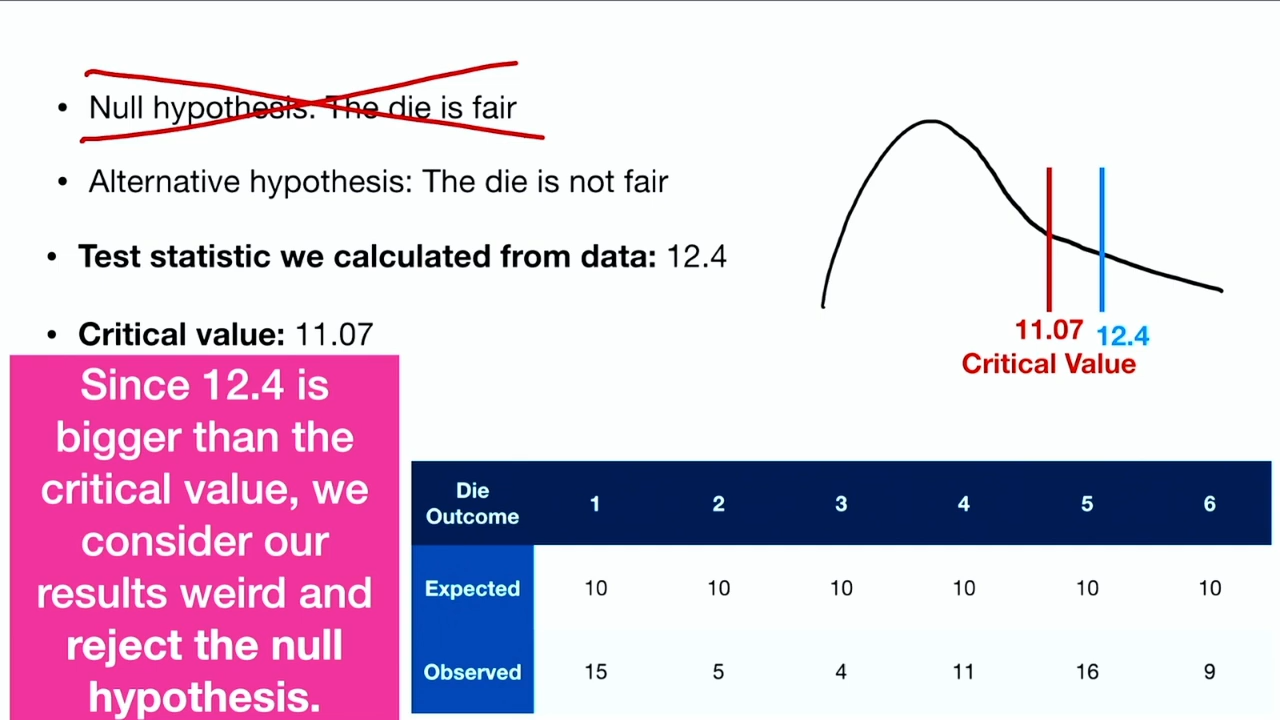 • Null hypothesis: The die is fair
• Alternative hypothesis: The die is not fair
• Test statistic we calculated from data: 12.4
• Critical value: 11.07
Since 12.4 is
bigger than the
critical value, we
consider our
results weird and
reject the null
hypothesis.
11.07 12.4
Critical Value
Die
Outcome 1 2 3 4 5 6
Expected 10 10 10 10 10 10
Observed 15 5 4 11 16 9